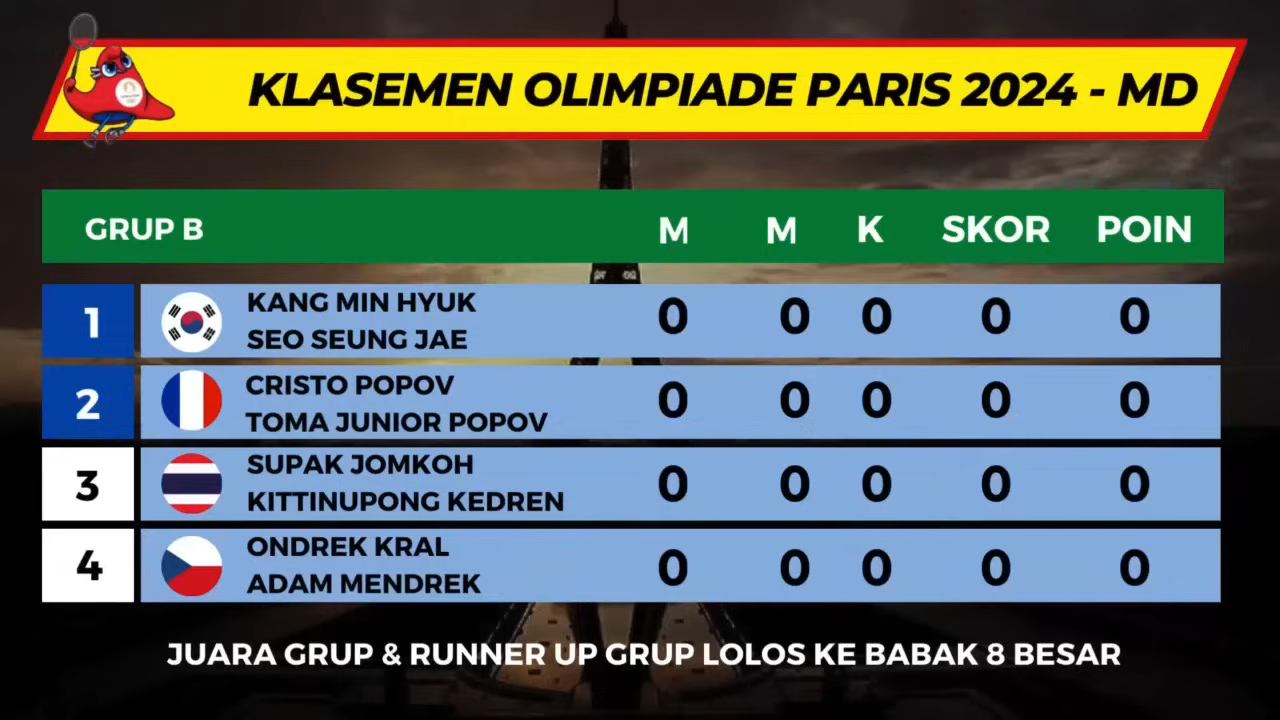 KLASEMEN OLIMPIADE PARIS 2024 - MD
GRUP B M M K SKOR POIN
1 KANG MIN HYUK 0 0 0 0 0
SEO SEUNG JAE
2 CRISTO POPOV 0 0 0 0 0
TOMA JUNIOR POPOV
3 SUPAK JOMKOH 0 0 0 0 0
KITTINUPONG KEDREN
4 ONDREK KRAL 0 0 0 0 0
ADAM MENDREK
JUARA GRUP & RUNNER UP GRUP LOLOS KE BABAK 8 BESAR